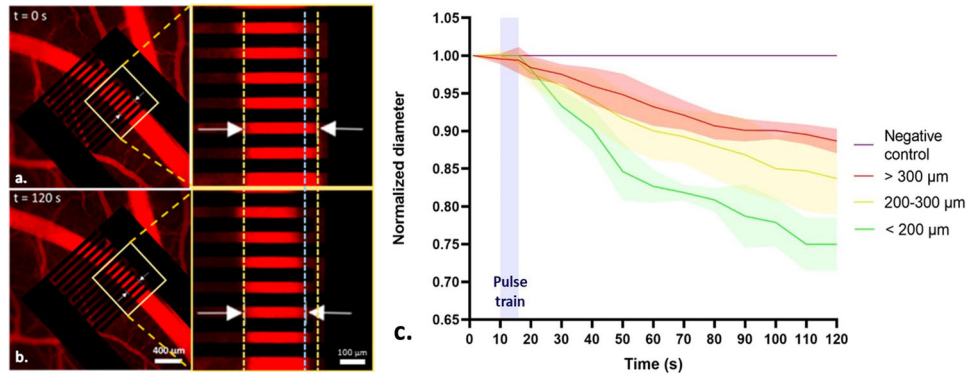 t = 0 s
a.
t = 120 s
b.
400 µm
100 µm
c.
Normalized diameter
1.05
1.00
0.95
0.90
0.85
0.80
0.75
0.70
0.65
Pulse
train
0 10 20 30 40 50 60 70 80 90 100 110 120
Time (s)
Negative
control
> 300 µm
200-300 µm
< 200 µm